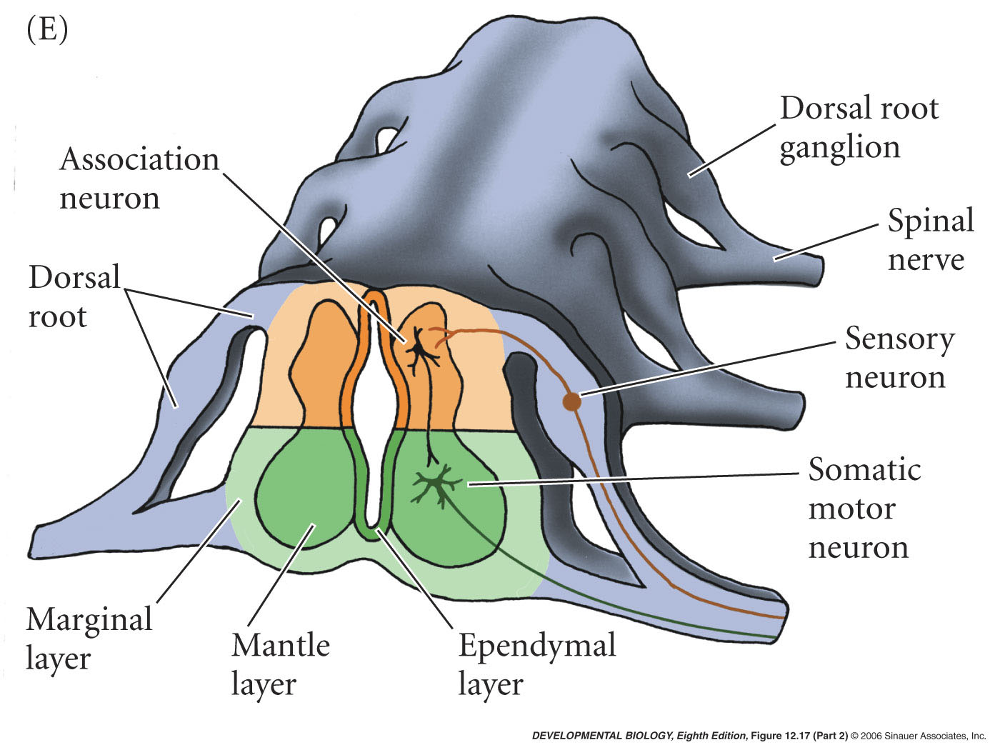 (E)
Dorsal root
ganglion
Association
neuron
Spinal
nerve
Dorsal
root
Sensory
neuron
Somatic
motor
neuron
Marginal
layer
Mantle
layer
Ependymal
layer
DEVELOPMENTAL BIOLOGY, Eighth Edition, Figure 12.17 (Part 2) © 2006 Sinauer Associates, Inc.